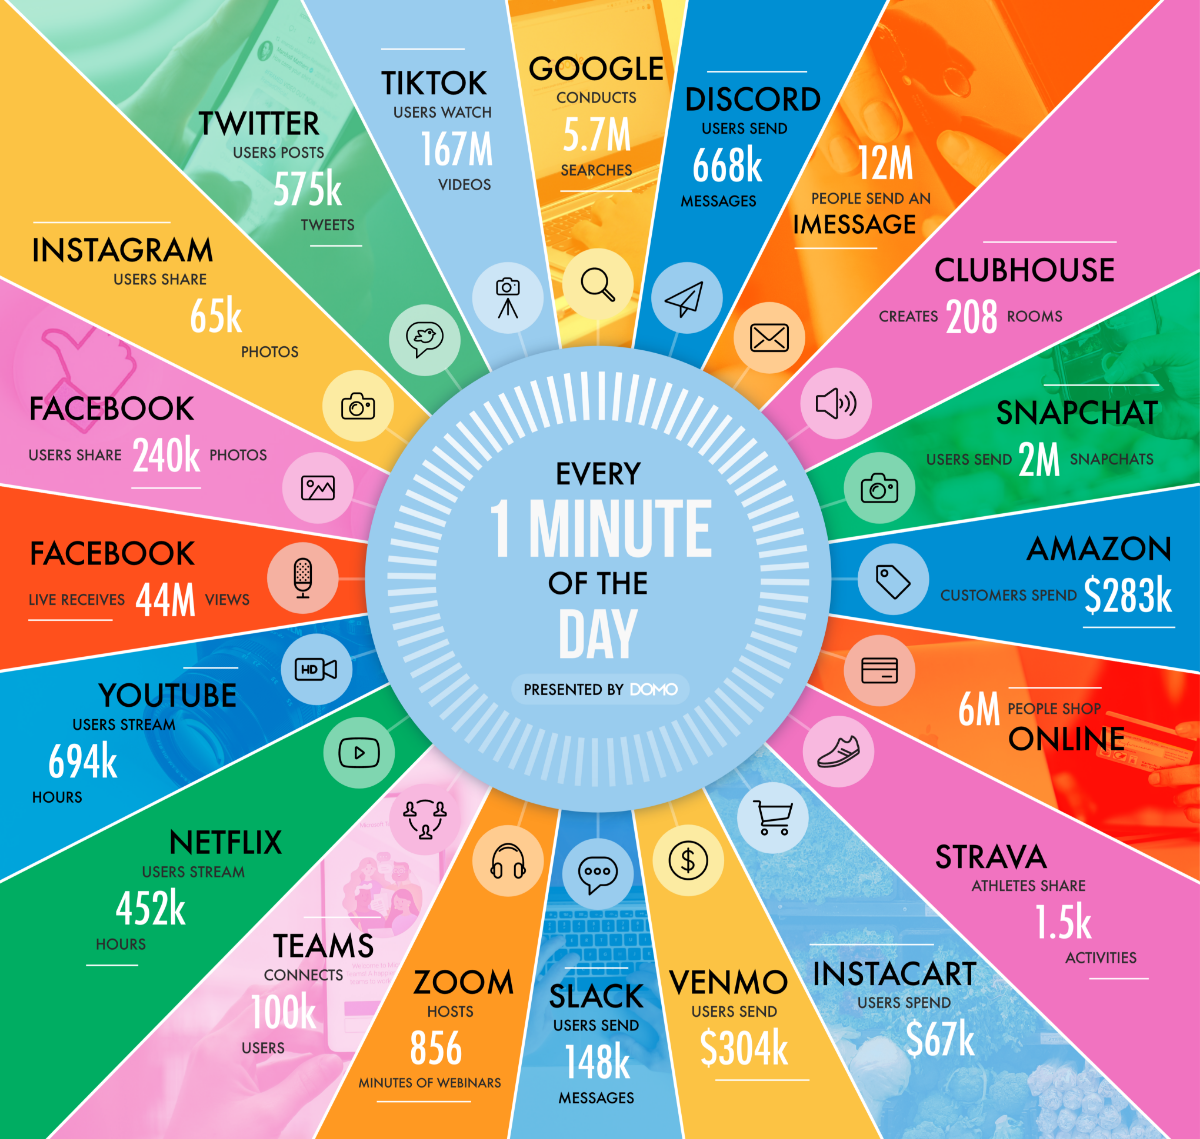 EVERY
1 MINUTE
OF THE
DAY
PRESENTED BY DOMO
GOOGLE
CONDUCTS
5.7M
SEARCHES
DISCORD
USERS SEND
668k
MESSAGES
12M
PEOPLE SEND AN
IMESSAGE
CLUBHOUSE
CREATES 208 ROOMS
SNAPCHAT
USERS SEND 2M SNAPCHATS
AMAZON
CUSTOMERS SPEND $283k
6M PEOPLE SHOP
ONLINE
STRAVA
ATHLETES SHARE
1.5k
ACTIVITIES
INSTACART
USERS SPEND
$67k
VENMO
USERS SEND
$304k
SLACK
USERS SEND
148k
MESSAGES
ZOOM
HOSTS
856
MINUTES OF WEBINARS
TEAMS
CONNECTS
100k
USERS
NETFLIX
USERS STREAM
452k
HOURS
YOUTUBE
USERS STREAM
694k
HOURS
HD
FACEBOOK
LIVE RECEIVES 44M VIEWS
FACEBOOK
USERS SHARE 240k PHOTOS
INSTAGRAM
USERS SHARE
65k
PHOTOS
TWITTER
USERS POSTS
575k
TWEETS
TIKTOK
USERS WATCH
167M
VIDEOS